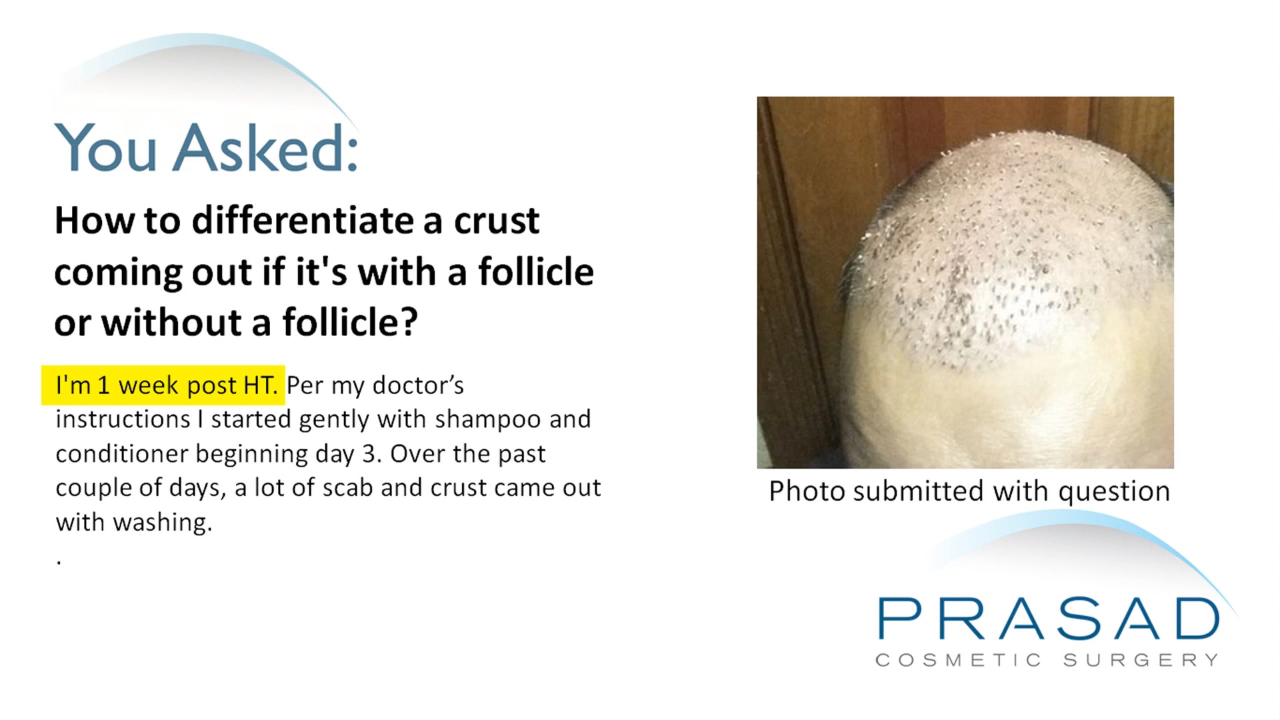 You Asked:
How to differentiate a crust
coming out if it's with a follicle
or without a follicle?
I'm 1 week post HT. Per my doctor’s
instructions I started gently with shampoo and
conditioner beginning day 3. Over the past
couple of days, a lot of scab and crust came out
with washing.
.
Photo submitted with question
PRASAD
COSMETIC SURGERY